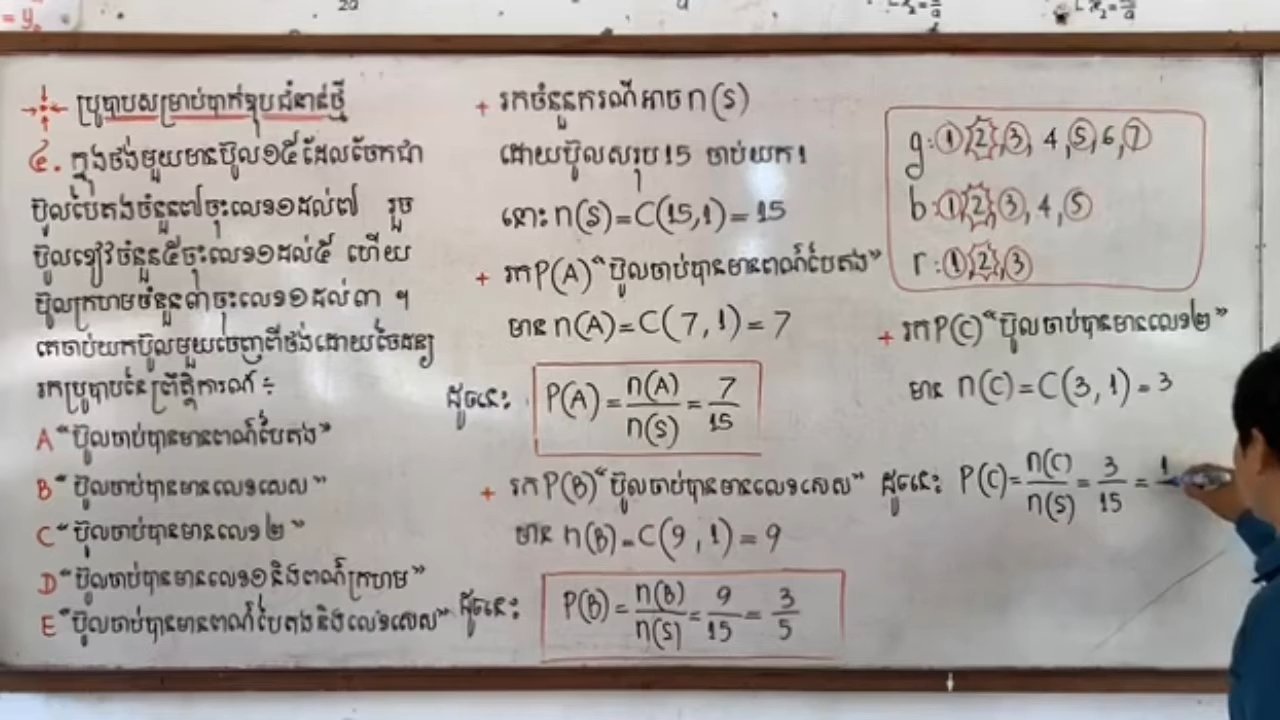 ប្រូបាបសម្រាប់បាក់ឌុបជំនាន់ថ្មី
៤. ក្នុងថង់មួយមានប៊ូល១៥ដែលចែកជា
ប៊ូលបៃតងចំនួន៧ចុះលេខ១ដល់៧ រួច
ប៊ូលខៀវចំនួន៥ចុះលេខ១ដល់៥ ហើយ
ប៊ូលក្រហមចំនួន៣ចុះលេខ១ដល់៣ ។
គេចាប់យកប៊ូលមួយចេញពីថង់ដោយចៃដន្យ
រកប្រូបាបនៃព្រឹត្តិការណ៍ ÷
A "ប៊ូលចាប់បានមានពណ៌បៃតង"
B "ប៊ូលចាប់បានមានលេខសេស"
C "ប៊ូលចាប់បានមានលេខ២"
D "ប៊ូលចាប់បានមានលេខ១និងពណ៌ក្រហម"
E "ប៊ូលចាប់បានមានពណ៌បៃតងនិងលេខសេស"
+ រកចំនួនករណីអាច n(S)
ដោយប៊ូលសរុប 15 ចាប់យក 1
នោះ n(S) = C(15,1) = 15
+ រក P(A) "ប៊ូលចាប់បានមានពណ៌បៃតង"
មាន n(A) = C(7,1) = 7
ដូចនេះ P(A) = n(A)/n(S) = 7/15
+ រក P(B) "ប៊ូលចាប់បានមានលេខសេស"
មាន n(B) = C(9,1) = 9
ដូចនេះ P(B) = n(B)/n(S) = 9/15 = 3/5
g: 1, 2, 3, 4, 5, 6, 7
b: 1, 2, 3, 4, 5
r: 1, 2, 3
+ រក P(C) "ប៊ូលចាប់បានមានលេខ២"
មាន n(C) = C(3,1) = 3
ដូចនេះ P(C) = n(C)/n(S) = 3/15 = 1